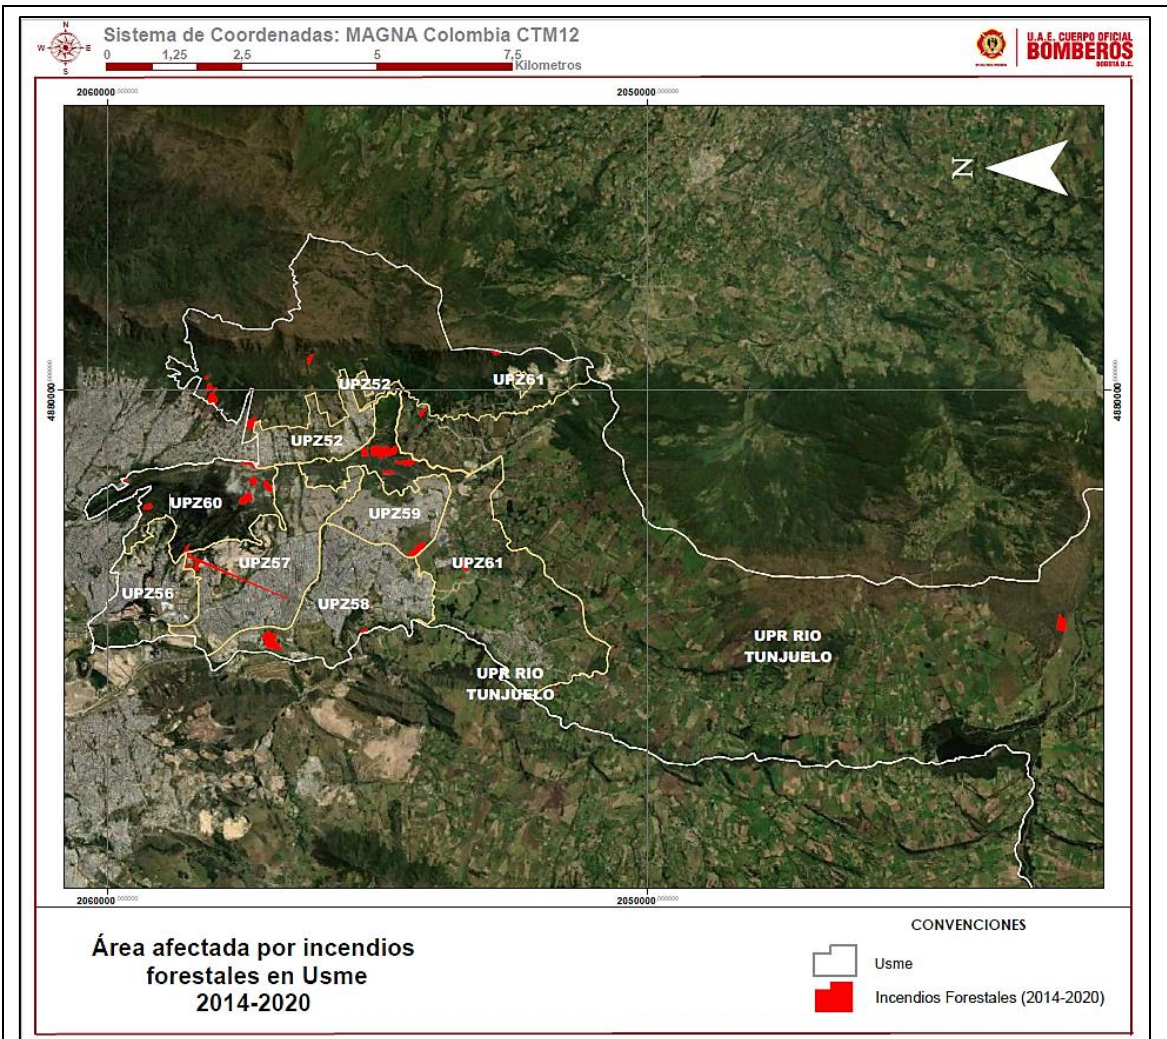 N
W
E
S
Sistema de Coordenadas: MAGNA Colombia CTM12
0 1,25 2,5 5 7,5
Kilometros
U.A.E. CUERPO OFICIAL
BOMBEROS
BOGOTÁ D.C.
2060000 2050000
N
4880000
4880000
UPZ52
UPZ61
UPZ52
UPZ60
UPZ59
UPZ57
UPZ61
UPZ56
UPZ58
UPR RIO
TUNJUELO
UPR RIO
TUNJUELO
2060000 2050000
Área afectada por incendios
forestales en Usme
2014-2020
CONVENCIONES
Usme
Incendios Forestales (2014-2020)